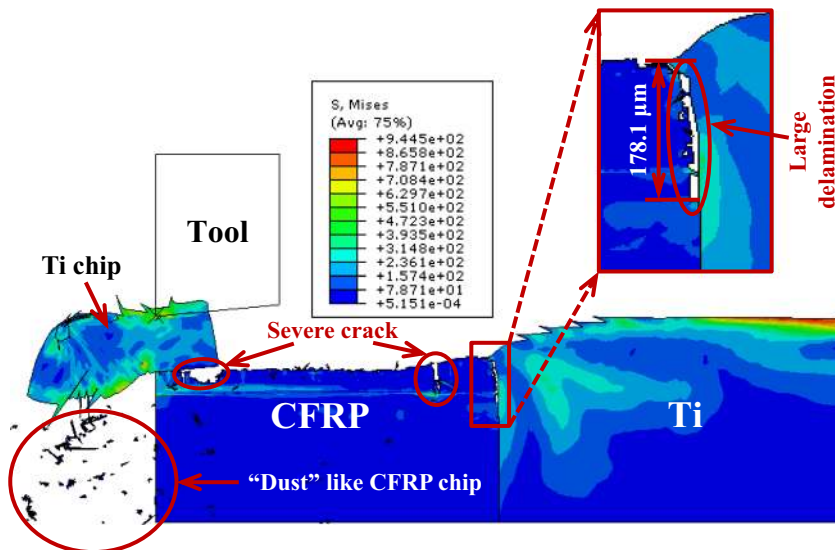 S, Mises
(Avg: 75%)
+9.445e+02
+8.658e+02
+7.871e+02
+7.084e+02
+6.297e+02
+5.510e+02
+4.723e+02
+3.935e+02
+3.148e+02
+2.361e+02
+1.574e+02
+7.871e+01
+5.151e-04
178.1 μm
Large
delamination
Tool
Ti chip
Severe crack
CFRP
Ti
“Dust” like CFRP chip